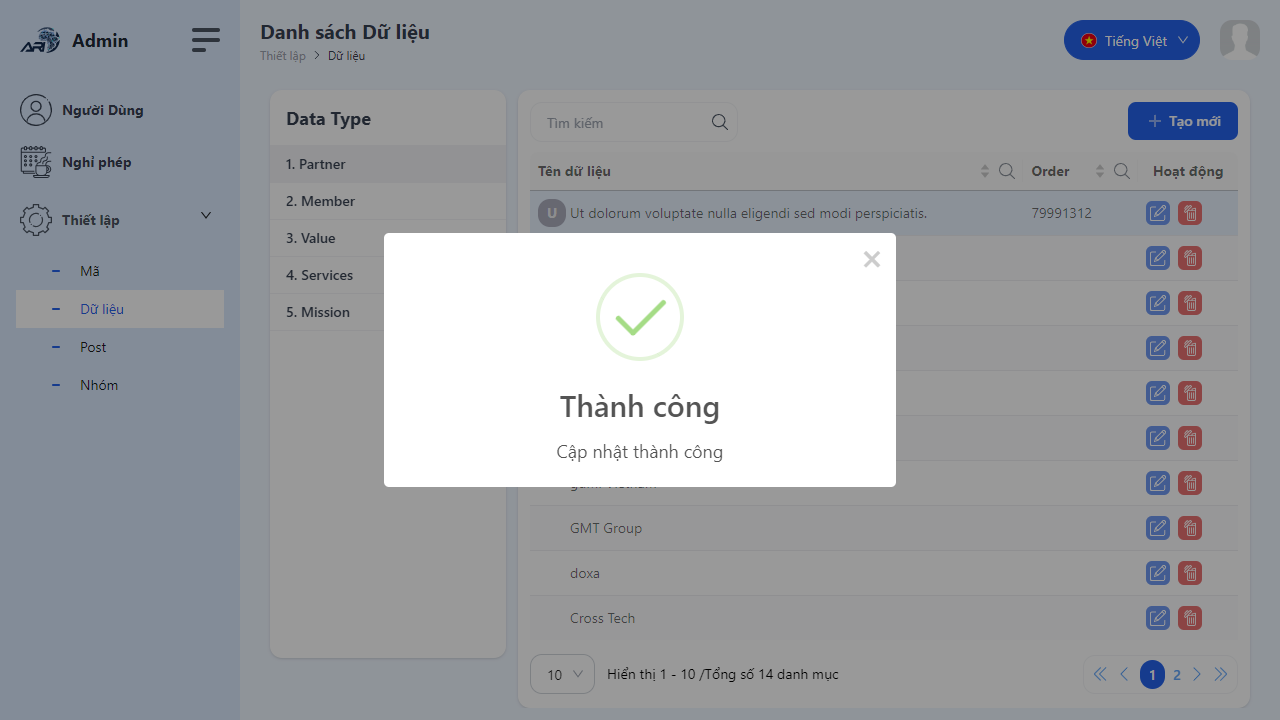 ARI
Admin
Danh sách Dữ liệu
Thiết lập > Dữ liệu
Tiếng Việt
Người Dùng
Nghỉ phép
Thiết lập
Mã
Dữ liệu
Post
Nhóm
Data Type
1. Partner
2. Member
3. Value
4. Services
5. Mission
Tìm kiếm
Tạo mới
Tên dữ liệu
Order
Hoạt động
U
Ut dolorum voluptate nulla eligendi sed modi perspiciatis.
79991312
×
Thành công
Cập nhật thành công
GMT Group
doxa
Cross Tech
10
Hiển thị 1 - 10 /Tổng số 14 danh mục
1 2